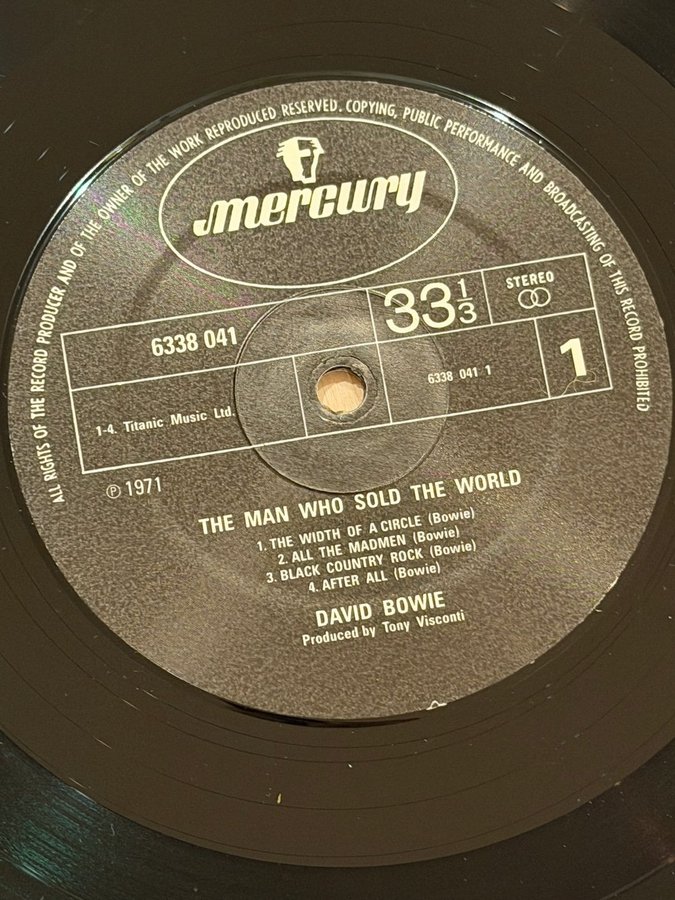 ALL RIGHTS OF THE RECORD PRODUCER AND OF THE OWNER OF THE WORK REPRODUCED RESERVED. COPYING, PUBLIC PERFORMANCE AND BROADCASTING OF THIS RECORD PROHIBITED
mercury
6338 041
33 1/3
STEREO
1-4. Titanic Music Ltd.
6338 041 1
1
℗ 1971
THE MAN WHO SOLD THE WORLD
1. THE WIDTH OF A CIRCLE (Bowie)
2. ALL THE MADMEN (Bowie)
3. BLACK COUNTRY ROCK (Bowie)
4. AFTER ALL (Bowie)
DAVID BOWIE
Produced by Tony Visconti